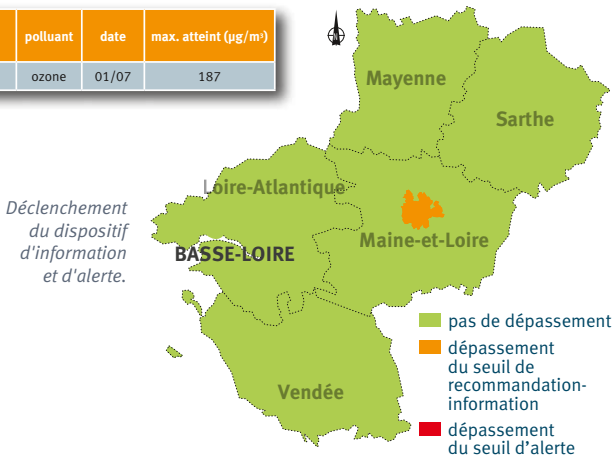 polluant date max. atteint (µg/m³)
ozone 01/07 187
Mayenne
Sarthe
Loire-Atlantique
Déclenchement
du dispositif
d'information
et d'alerte.
Maine-et-Loire
BASSE-LOIRE
pas de dépassement
dépassement
du seuil de
recommandation-
information
Vendée
dépassement
du seuil d'alerte